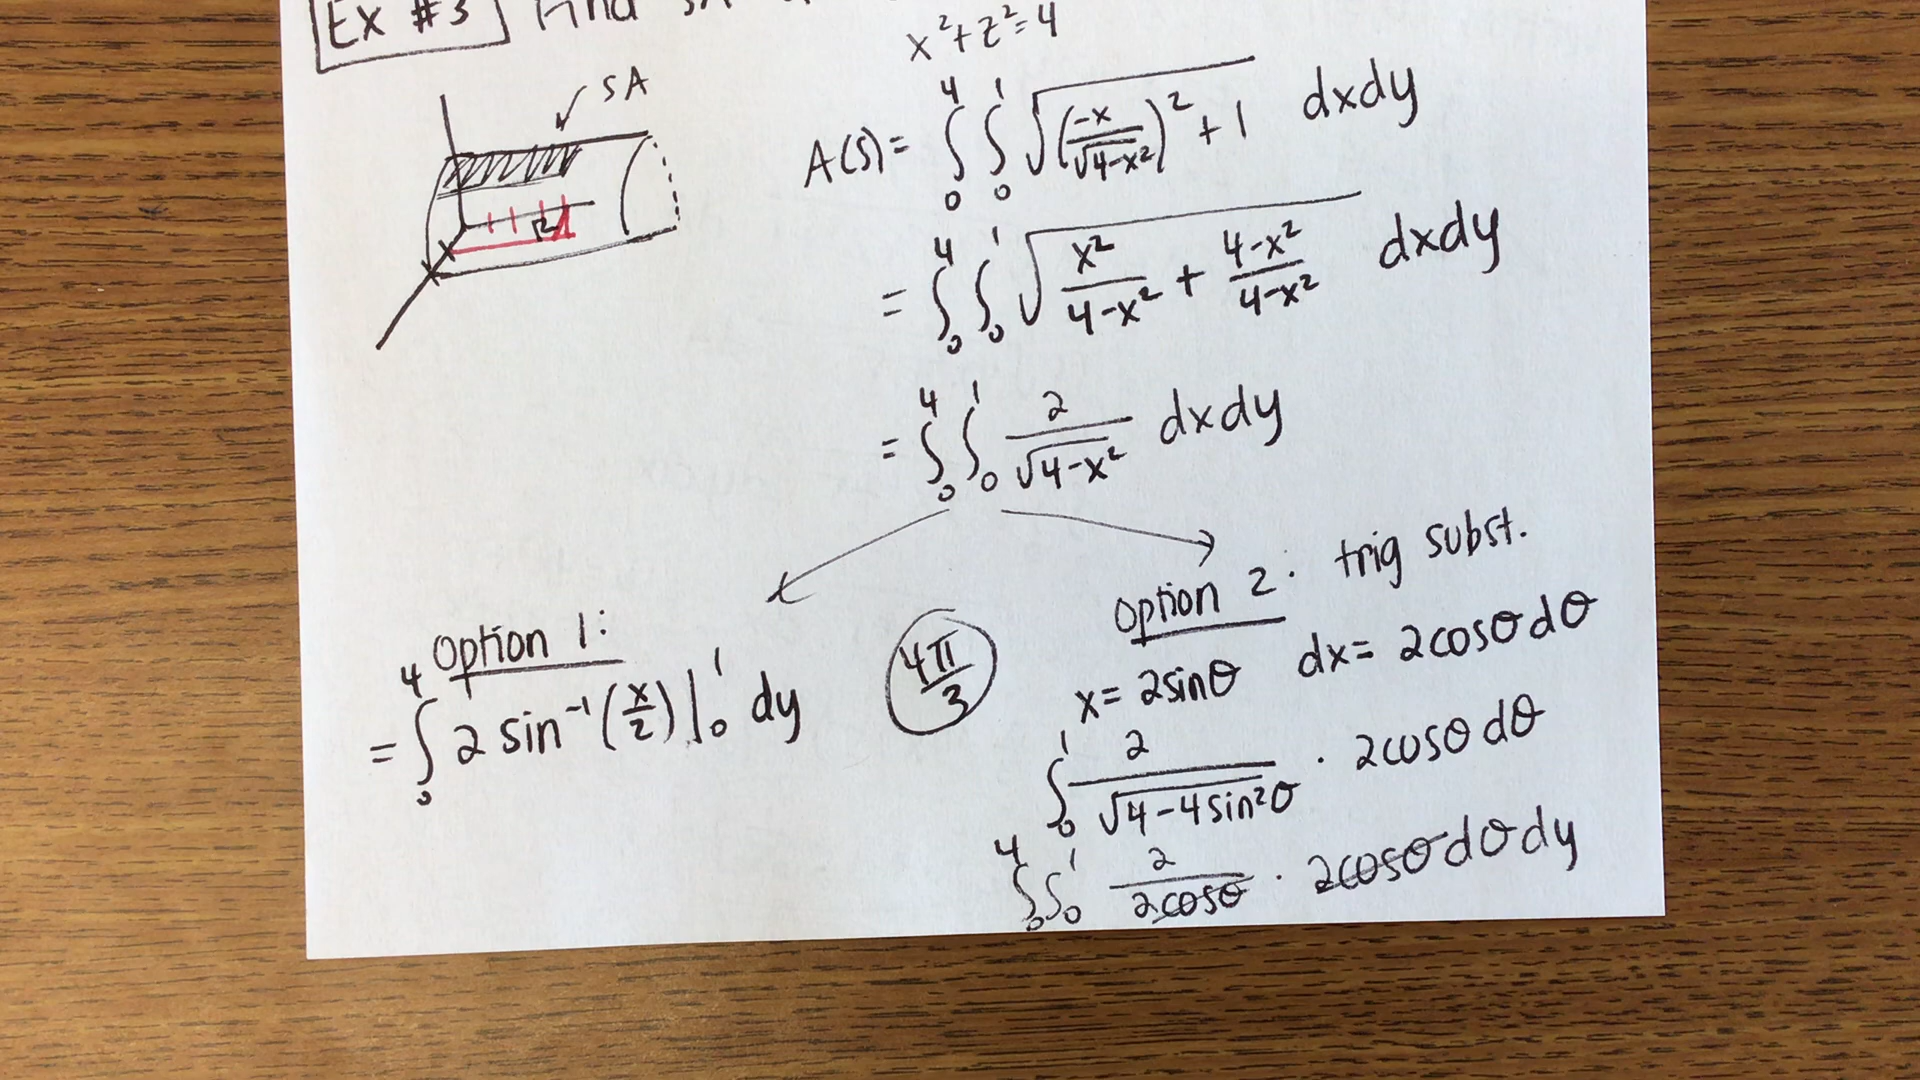 Ex #3 Find SA
x²+z²=4
SA
A(S)= ∫₀⁴ ∫₀¹ √((-x/√(4-x²))² + 1) dxdy
= ∫₀⁴ ∫₀¹ √(x²/(4-x²) + (4-x²)/(4-x²)) dxdy
= ∫₀⁴ ∫₀¹ 2/√(4-x²) dxdy
Option 1:
= ∫₀⁴ 2 sin⁻¹(x/2)|₀¹ dy
4π/3
Option 2: trig subst.
x= 2sinθ dx= 2cosθ dθ
∫₀¹ 2/√(4-4sin²θ) · 2cosθ dθ
∫₀⁴ ∫₀¹ 2/(2cosθ) · 2cosθ dθ dy